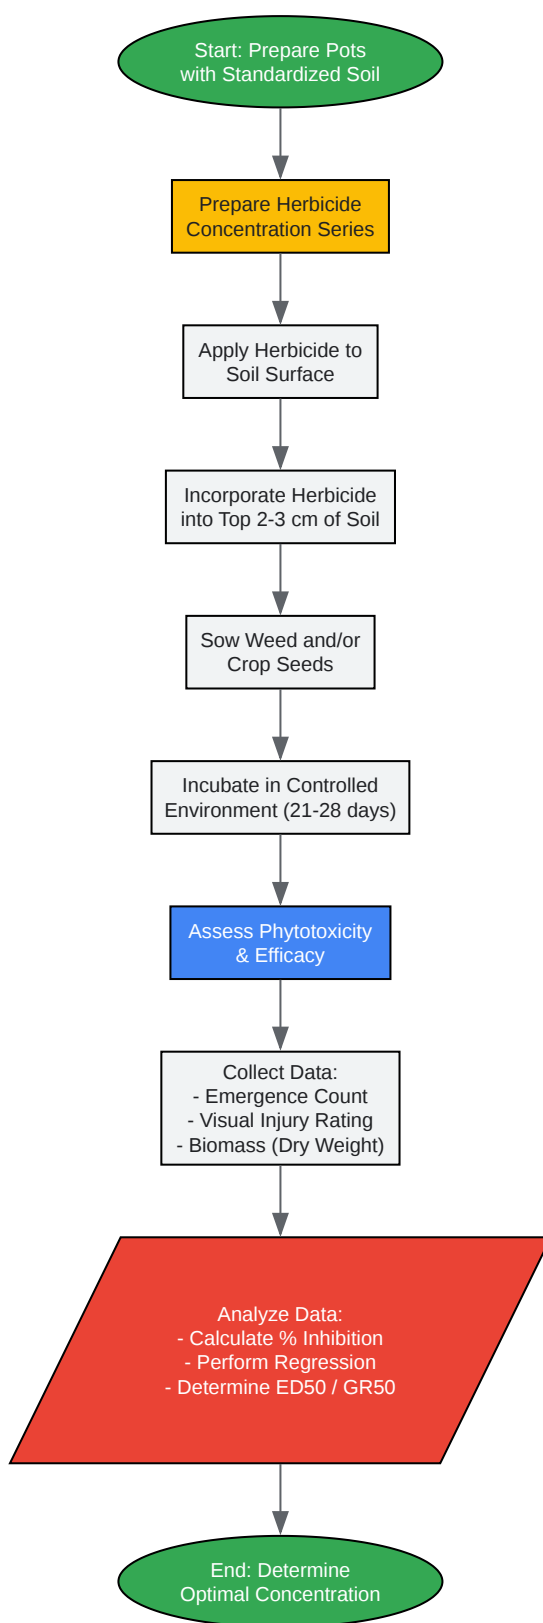 Start: Prepare Pots
with Standardized Soil
Prepare Herbicide
Concentration Series
Apply Herbicide to
Soil Surface
Incorporate Herbicide
into Top 2-3 cm of Soil
Sow Weed and/or
Crop Seeds
Incubate in Controlled
Environment (21-28 days)
Assess Phytotoxicity
& Efficacy
Collect Data:
- Emergence Count
- Visual Injury Rating
- Biomass (Dry Weight)
Analyze Data:
- Calculate % Inhibition
- Perform Regression
- Determine ED50 / GR50
End: Determine
Optimal Concentration